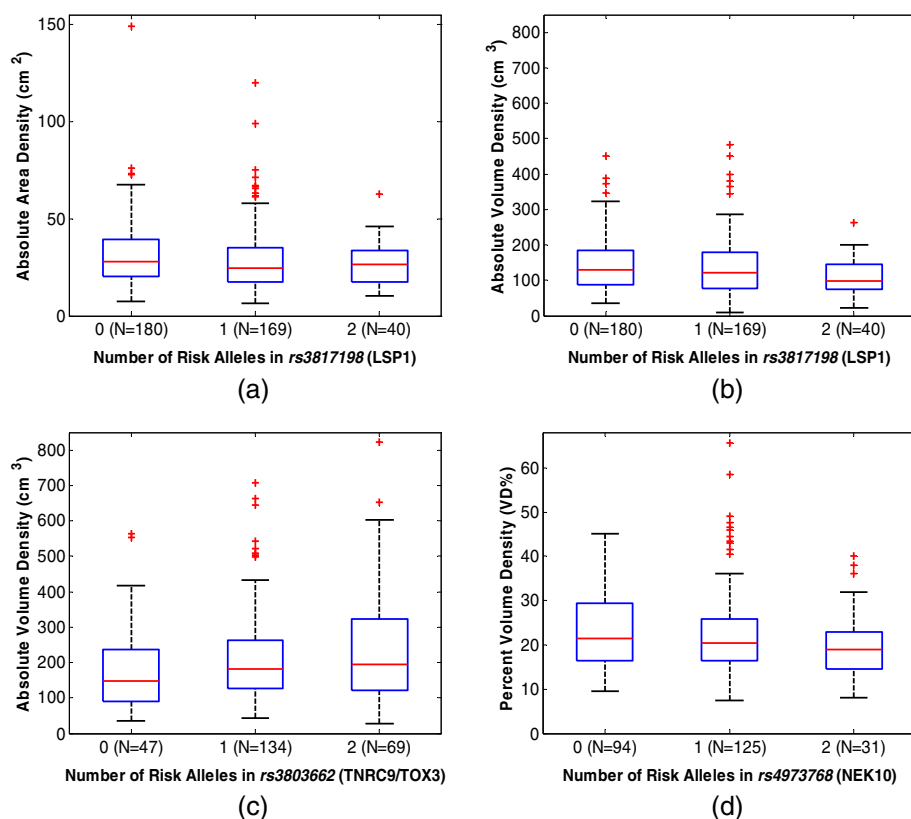 150
100
50
0
Absolute Area Density (cm 2)
0 (N=180) 1 (N=169) 2 (N=40)
Number of Risk Alleles in rs3817198 (LSP1)
(a)
800
700
600
500
400
300
200
100
0
Absolute Volume Density (cm 3)
0 (N=180) 1 (N=169) 2 (N=40)
Number of Risk Alleles in rs3817198 (LSP1)
(b)
800
700
600
500
400
300
200
100
0
Absolute Volume Density (cm 3)
0 (N=47) 1 (N=134) 2 (N=69)
Number of Risk Alleles in rs3803662 (TNRC9/TOX3)
(c)
60
50
40
30
20
10
0
Percent Volume Density (VD%)
0 (N=94) 1 (N=125) 2 (N=31)
Number of Risk Alleles in rs4973768 (NEK10)
(d)